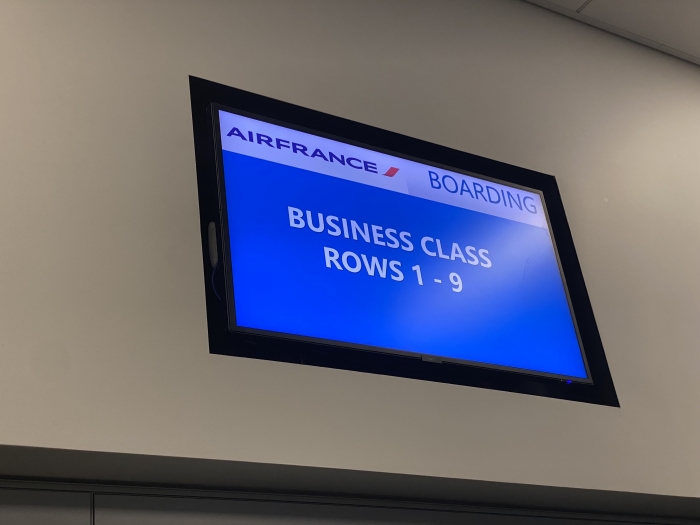 AIRFRANCE
BOARDING
BUSINESS CLASS
ROWS 1 - 9